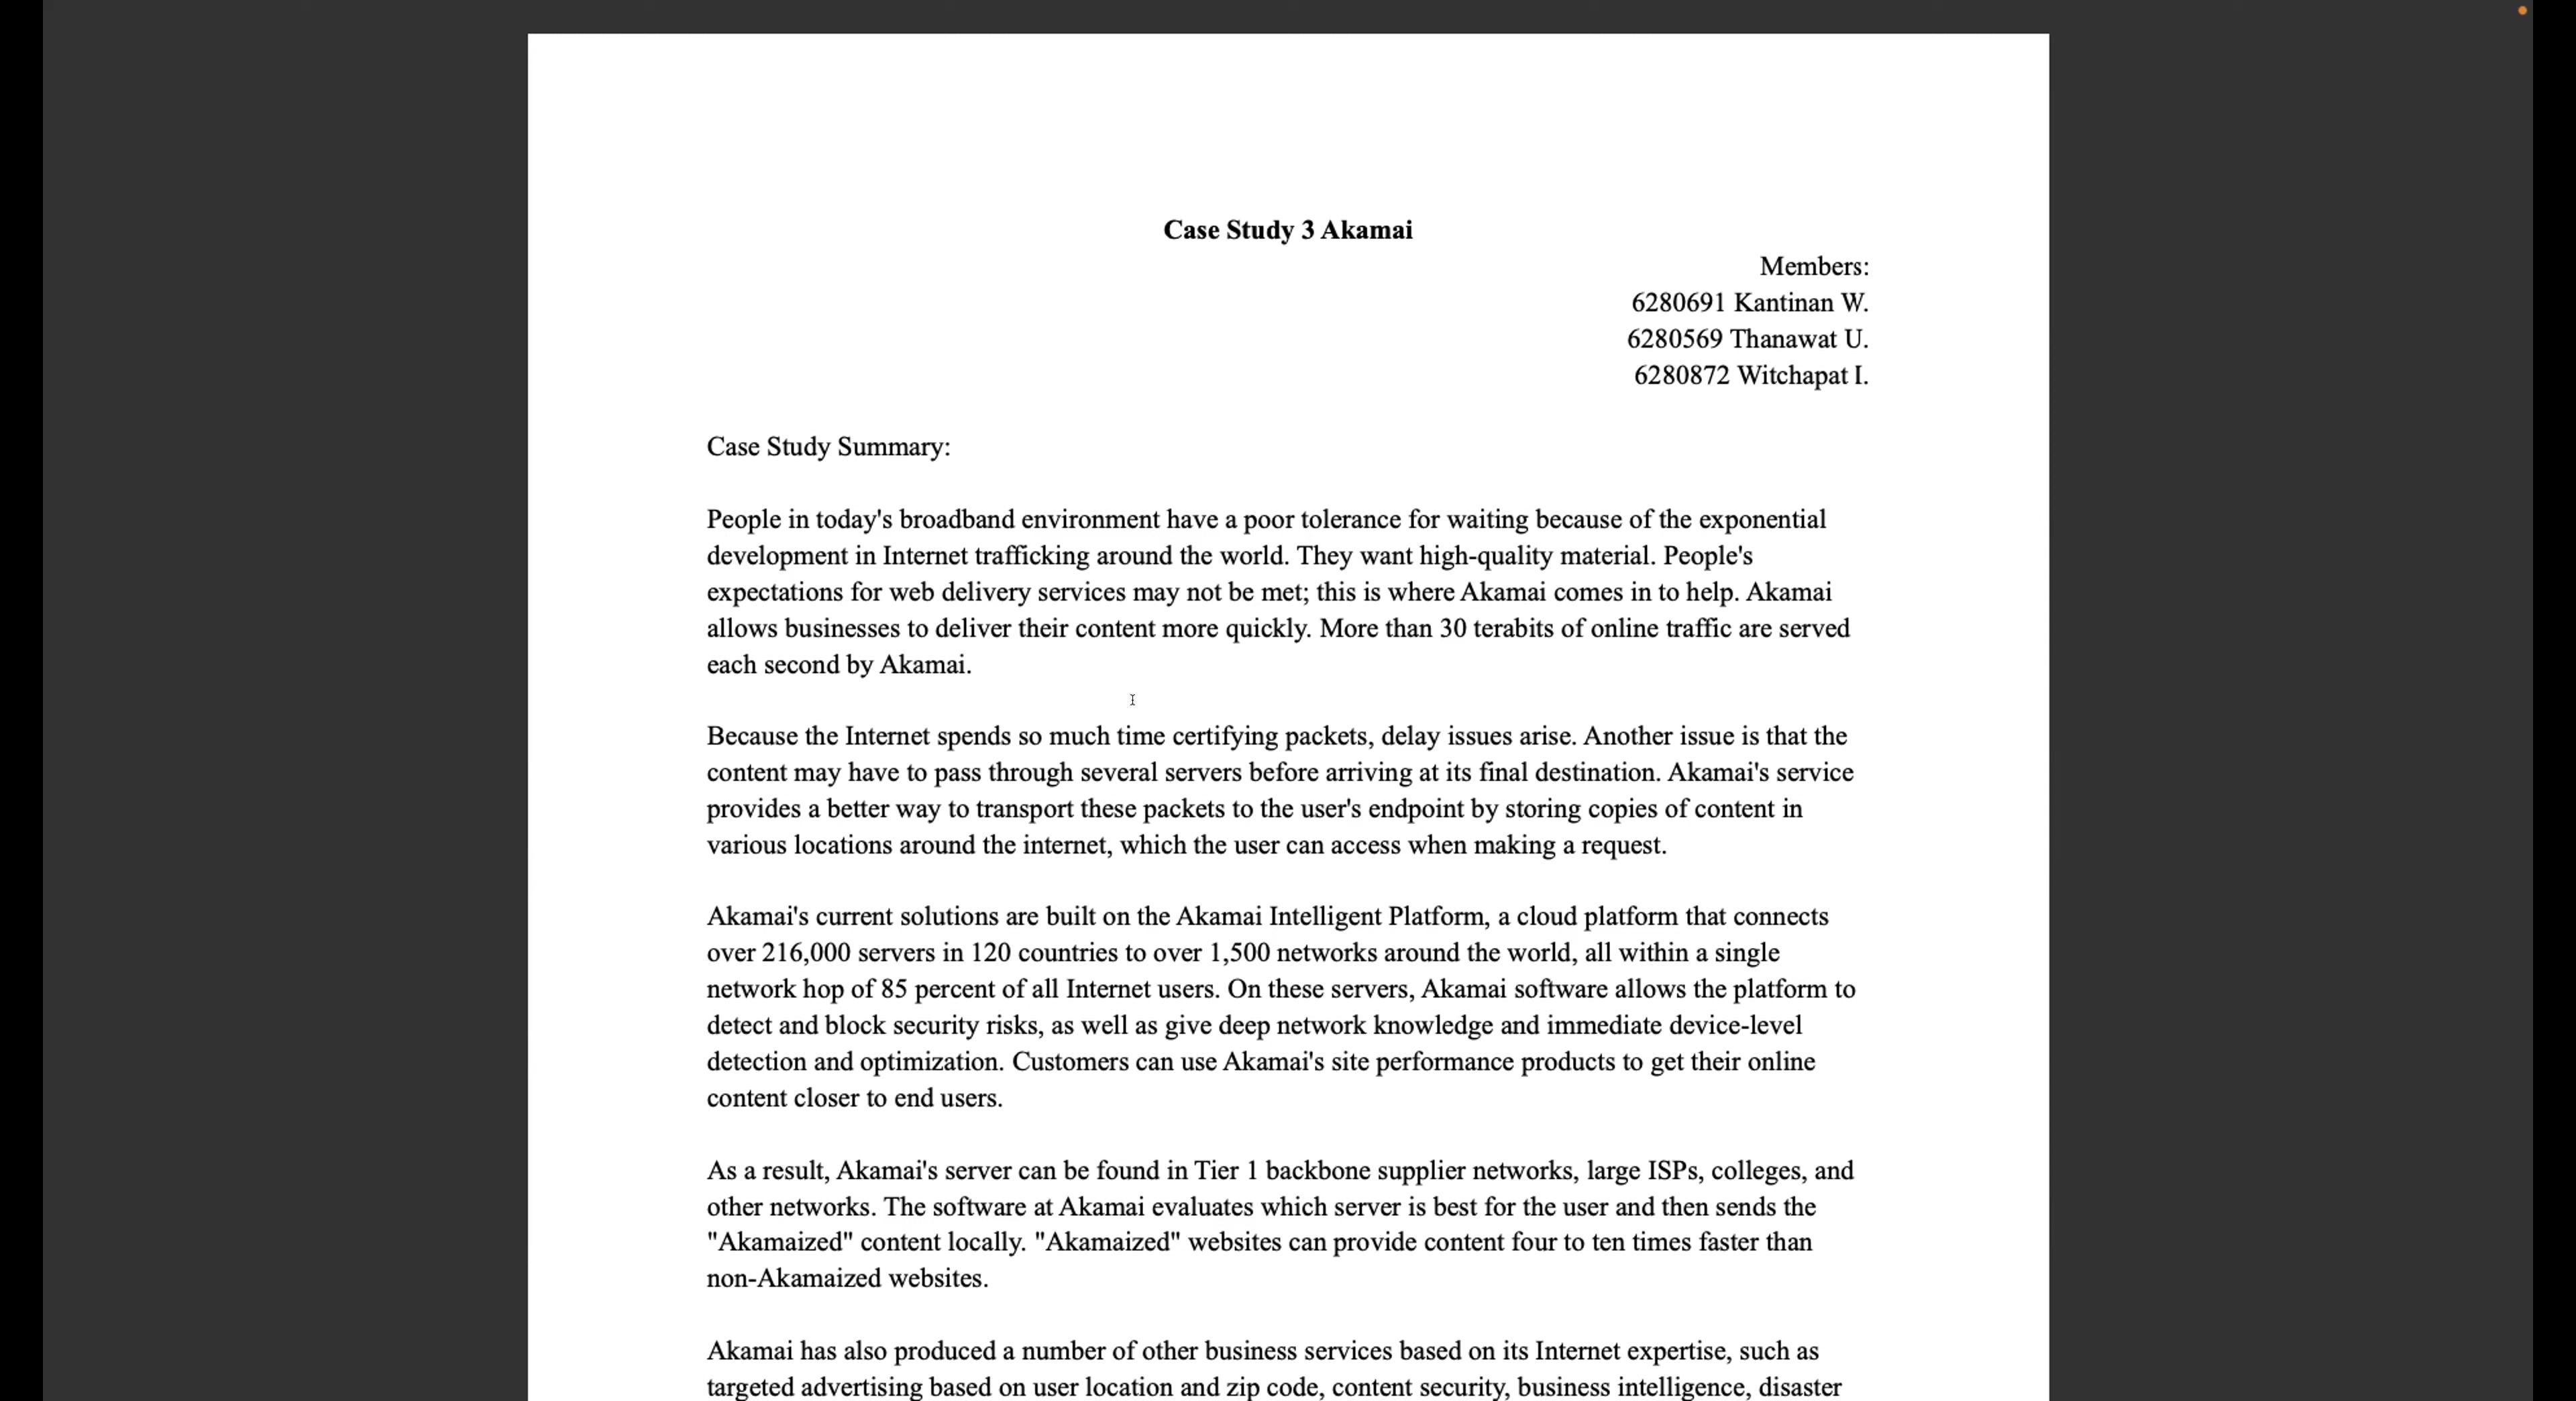 Case Study 3 Akamai
Members:
6280691 Kantinan W.
6280569 Thanawat U.
6280872 Witchapat I.
Case Study Summary:
People in today's broadband environment have a poor tolerance for waiting because of the exponential
development in Internet trafficking around the world. They want high-quality material. People's
expectations for web delivery services may not be met; this is where Akamai comes in to help. Akamai
allows businesses to deliver their content more quickly. More than 30 terabits of online traffic are served
each second by Akamai.
Because the Internet spends so much time certifying packets, delay issues arise. Another issue is that the
content may have to pass through several servers before arriving at its final destination. Akamai's service
provides a better way to transport these packets to the user's endpoint by storing copies of content in
various locations around the internet, which the user can access when making a request.
Akamai's current solutions are built on the Akamai Intelligent Platform, a cloud platform that connects
over 216,000 servers in 120 countries to over 1,500 networks around the world, all within a single
network hop of 85 percent of all Internet users. On these servers, Akamai software allows the platform to
detect and block security risks, as well as give deep network knowledge and immediate device-level
detection and optimization. Customers can use Akamai's site performance products to get their online
content closer to end users.
As a result, Akamai's server can be found in Tier 1 backbone supplier networks, large ISPs, colleges, and
other networks. The software at Akamai evaluates which server is best for the user and then sends the
"Akamaized" content locally. "Akamaized" websites can provide content four to ten times faster than
non-Akamaized websites.
Akamai has also produced a number of other business services based on its Internet expertise, such as
targeted advertising based on user location and zip code, content security, business intelligence, disaster